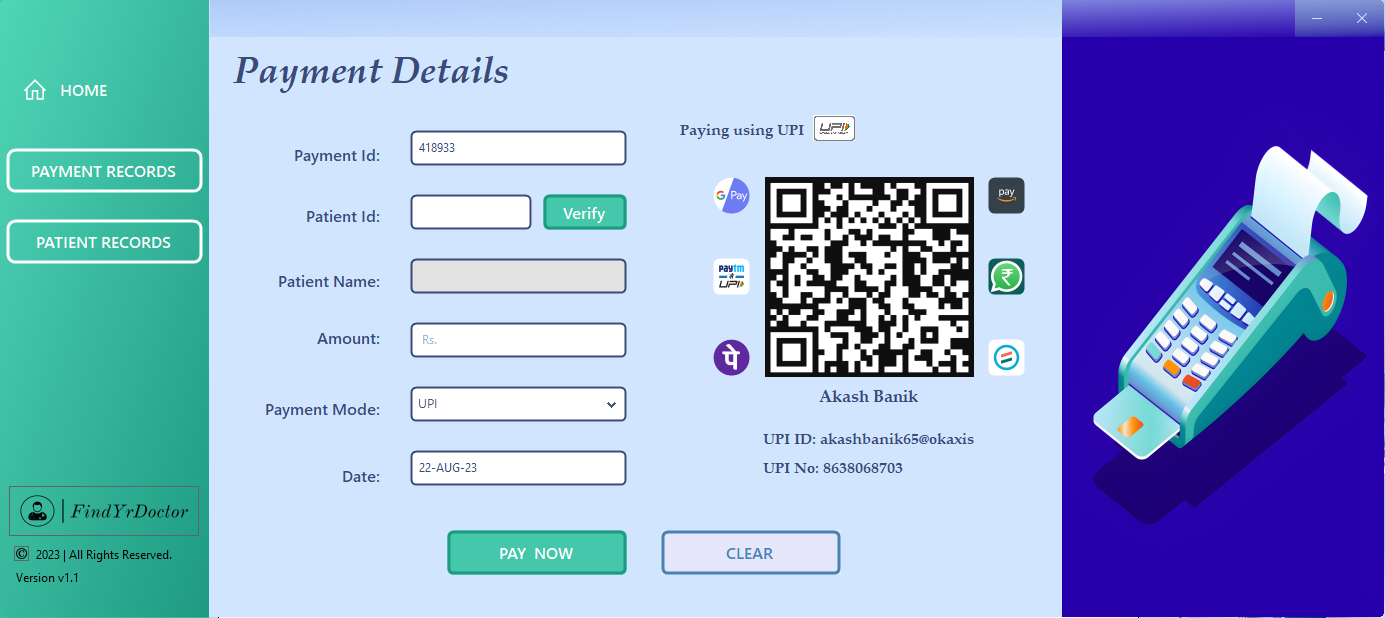 HOME
PAYMENT RECORDS
PATIENT RECORDS
FindYrDoctor
© 2023 | All Rights Reserved.
Version v1.1
Payment Details
Payment Id:
418933
Patient Id:
Verify
Patient Name:
Amount:
Rs.
Payment Mode:
UPI
Date:
22-AUG-23
PAY NOW
CLEAR
Paying using UPI
UPI
G Pay
pay
paytm
UPI
पे
₹
Akash Banik
UPI ID: akashbanik65@okaxis
UPI No: 8638068703